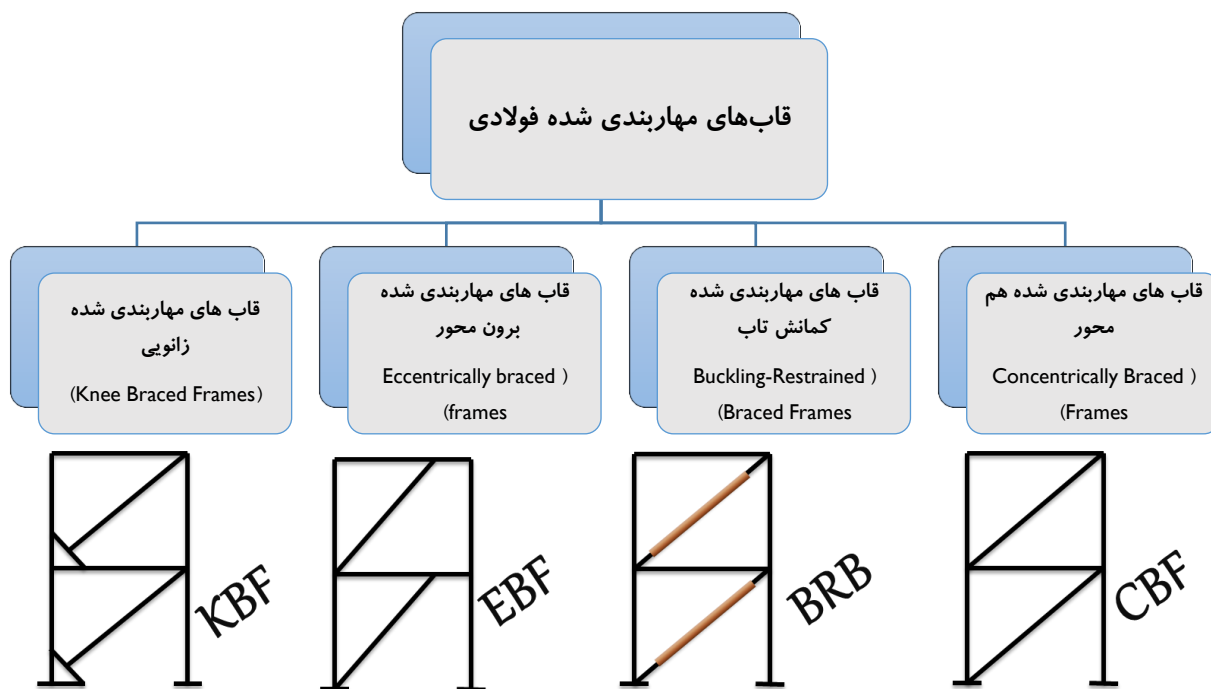 قاب‌های مهاربندی شده فولادی
قاب های مهاربندی شده هم
محور
Concentrically Braced )
(Frames
قاب های مهاربندی شده
کمانش تاب
Buckling-Restrained )
(Braced Frames
قاب های مهاربندی شده
برون محور
Eccentrically braced )
(frames
قاب های مهاربندی شده
زانویی
(Knee Braced Frames)
CBF
BRB
EBF
KBF